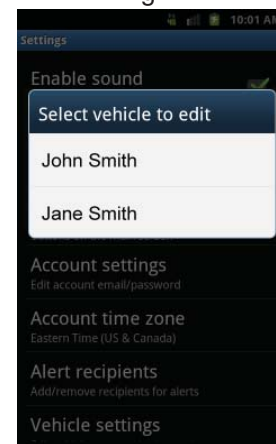 10:01 AM
Settings
Enable sound
Select vehicle to edit
John Smith
Jane Smith
Account settings
Edit account email/password
Account time zone
Eastern Time (US & Canada)
Alert recipients
Add/remove recipients for alerts
Vehicle settings